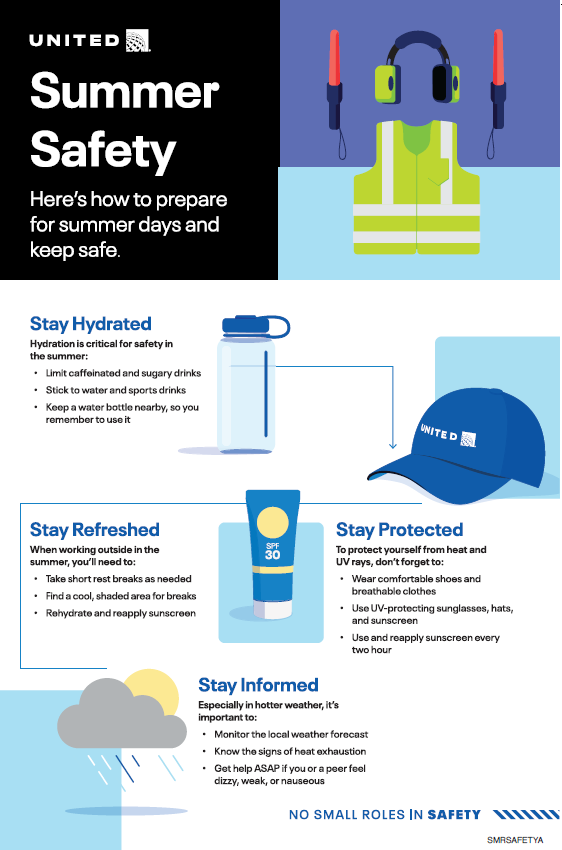 UNITED
Summer
Safety
Here's how to prepare
for summer days and
keep safe.
Stay Hydrated
Hydration is critical for safety in
the summer:
• Limit caffeinated and sugary drinks
• Stick to water and sports drinks
• Keep a water bottle nearby, so you
remember to use it
UNITED
Stay Refreshed
When working outside in the
summer, you'll need to:
• Take short rest breaks as needed
• Find a cool, shaded area for breaks
• Rehydrate and reapply sunscreen
SPF
30
Stay Protected
To protect yourself from heat and
UV rays, don't forget to:
• Wear comfortable shoes and
breathable clothes
• Use UV-protecting sunglasses, hats,
and sunscreen
• Use and reapply sunscreen every
two hour
Stay Informed
Especially in hotter weather, it's
important to:
• Monitor the local weather forecast
• Know the signs of heat exhaustion
• Get help ASAP if you or a peer feel
dizzy, weak, or nauseous
NO SMALL ROLES IN SAFETY
SMRSAFETYA